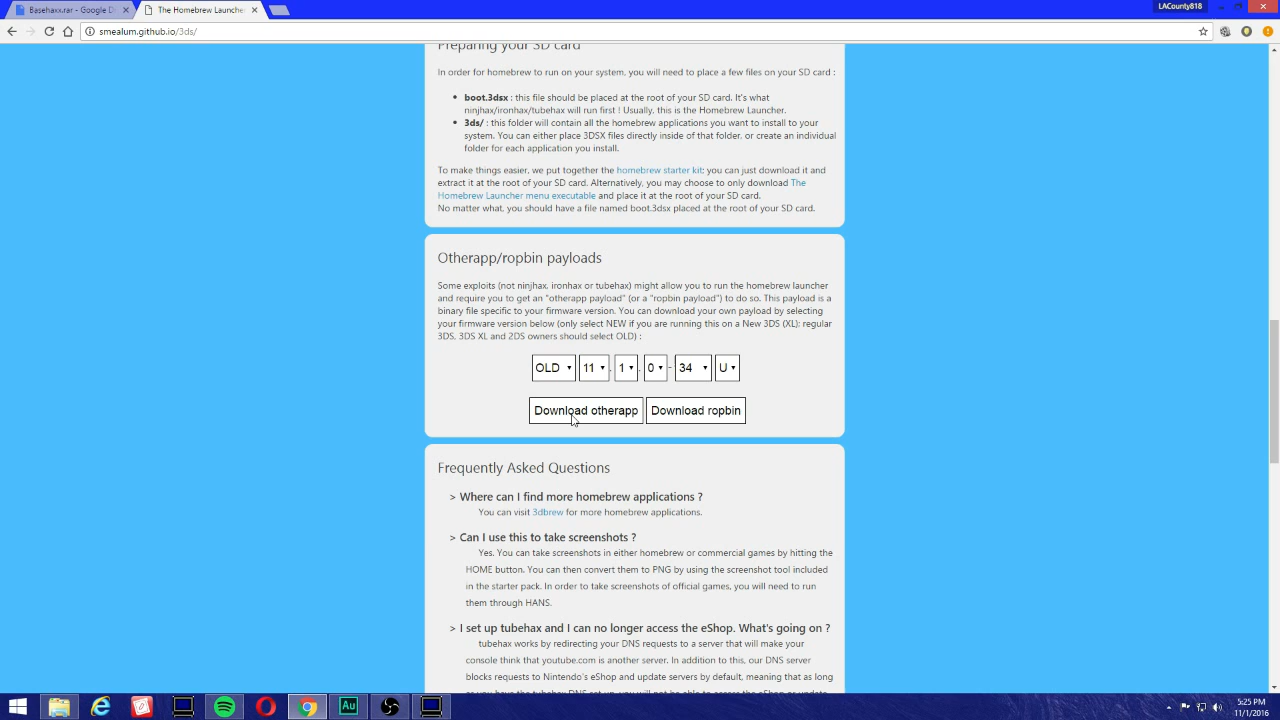 Basehaxx.rar - Google D
The Homebrew Launche
LACounty818
smealum.github.io/3ds/
Preparing your SD card
In order for homebrew to run on your system, you will need to place a few files on your SD card :
boot.3dsx : this file should be placed at the root of your SD card. It's what
ninjhax/ironhax/tubehax will run first ! Usually, this is the Homebrew Launcher.
3ds/ : this folder will contain all the homebrew applications you want to install to your
system. You can either place 3DSX files directly inside of that folder, or create an individual
folder for each application you install.
To make things easier, we put together the homebrew starter kit; you can just download it and
extract it at the root of your SD card. Alternatively, you may choose to only download The
Homebrew Launcher menu executable and place it at the root of your SD card.
No matter what, you should have a file named boot.3dsx placed at the root of your SD card.
Otherapp/ropbin payloads
Some exploits (not ninjhax, ironhax or tubehax) might allow you to run the homebrew launcher
and require you to get an "otherapp payload" (or a "ropbin payload") to do so. This payload is a
binary file specific to your firmware version. You can download your own payload by selecting
your firmware version below (only select NEW if you are running this on a New 3DS (XL); regular
3DS, 3DS XL and 2DS owners should select OLD) :
OLD 11 . 1 . 0 - 34 U
Download otherapp Download ropbin
Frequently Asked Questions
> Where can I find more homebrew applications ?
You can visit 3dbrew for more homebrew applications.
> Can I use this to take screenshots ?
Yes. You can take screenshots in either homebrew or commercial games by hitting the
HOME button. You can then convert them to PNG by using the screenshot tool included
in the starter pack. In order to take screenshots of official games, you will need to run
them through HANS.
> I set up tubehax and I can no longer access the eShop. What's going on ?
tubehax works by redirecting your DNS requests to a server that will make your
console think that youtube.com is another server. In addition to this, our DNS server
blocks requests to Nintendo's eShop and update servers by default, meaning that as long
as you have the tubehax DNS set up, you will not be able to access the eShop or update
Au
5:25 PM
11/1/2016